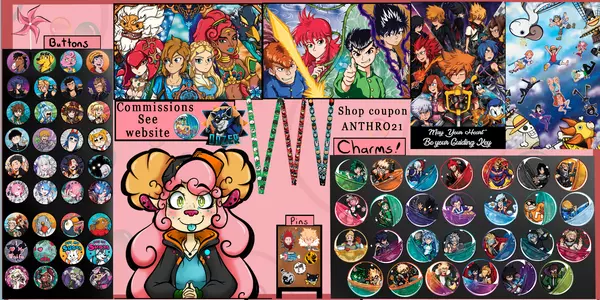 Buttons
Commissions
See
website
Shop coupon
ANTHRO21
May Your Heart
Be your Guiding Key
Charms!
Pins